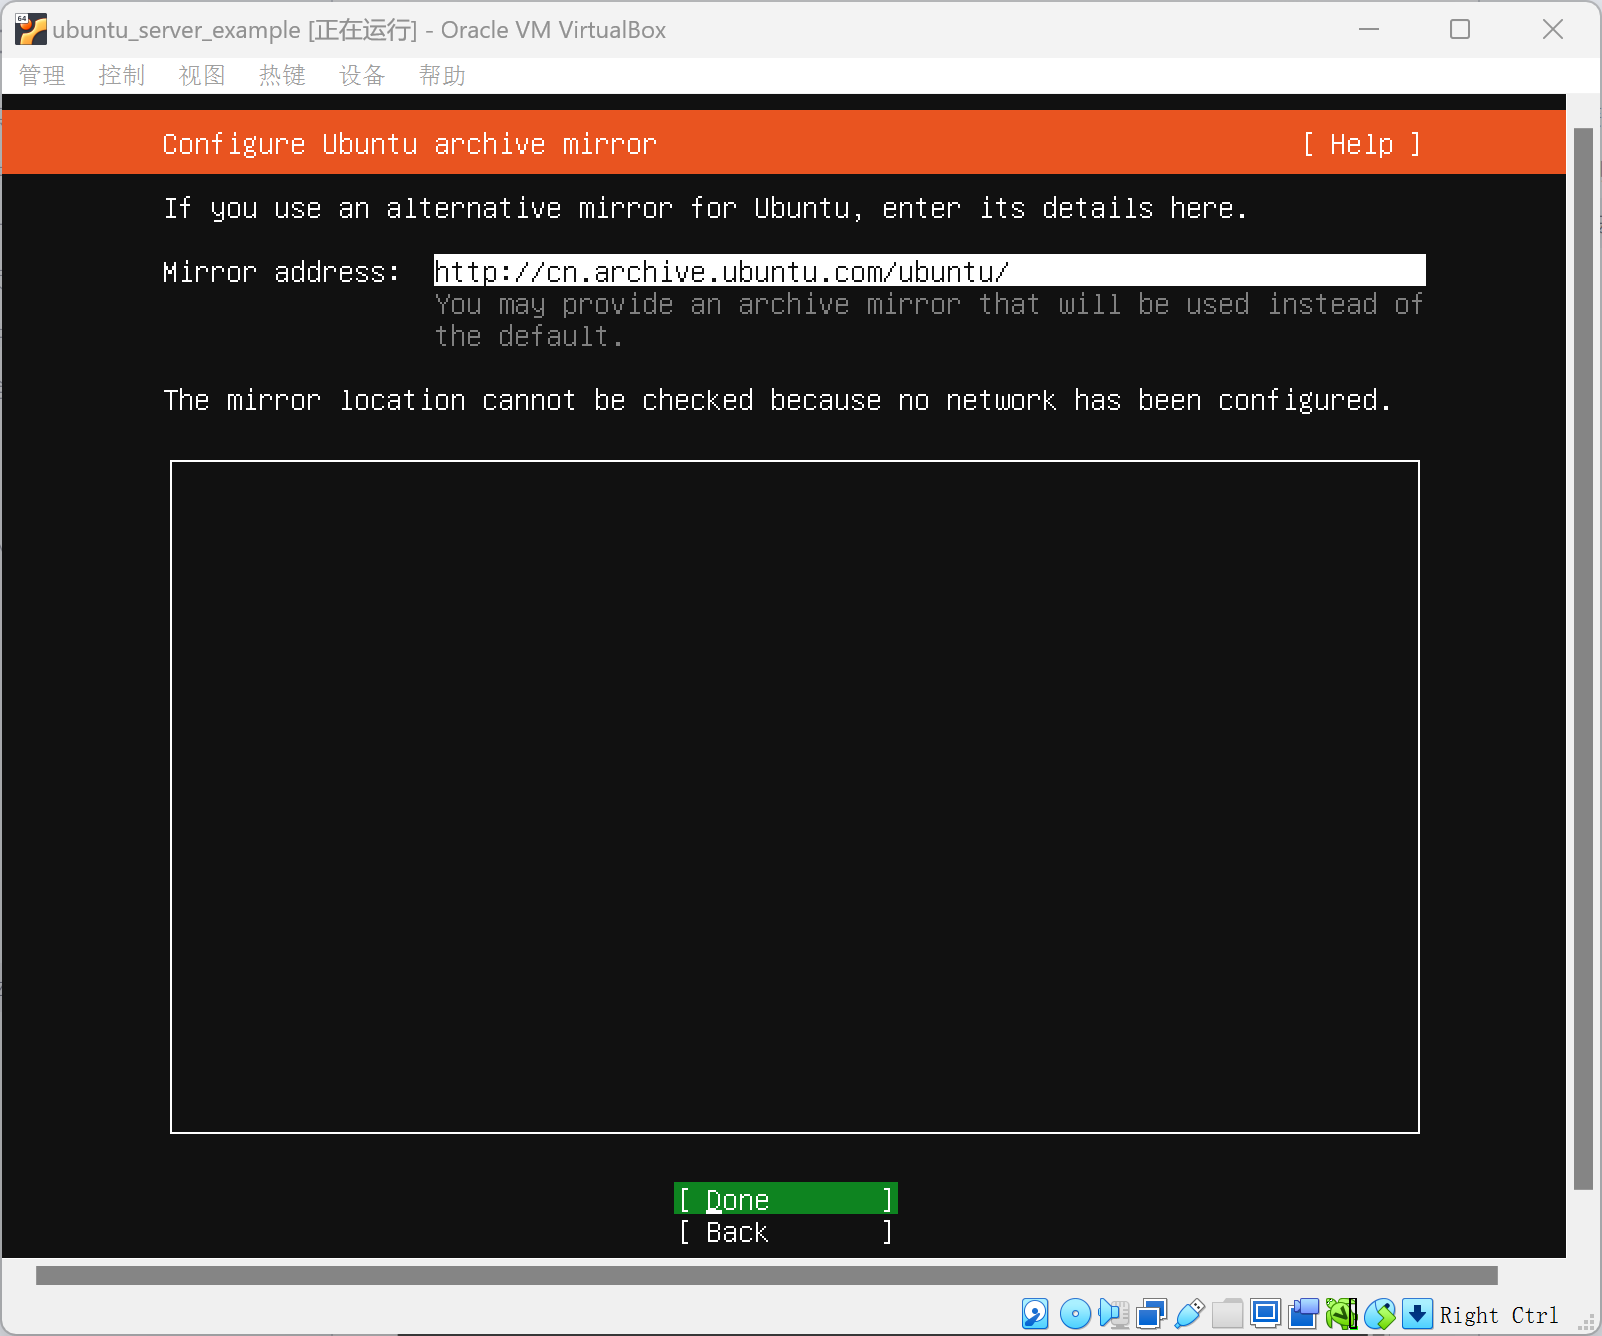 64
ubuntu_server_example [正在运行] - Oracle VM VirtualBox
管理 控制 视图 热键 设备 帮助
Configure Ubuntu archive mirror [ Help ]
If you use an alternative mirror for Ubuntu, enter its details here.
Mirror address: http://cn.archive.ubuntu.com/ubuntu/
You may provide an archive mirror that will be used instead of
the default.
The mirror location cannot be checked because no network has been configured.
[ Done ]
[ Back ]
Right Ctrl